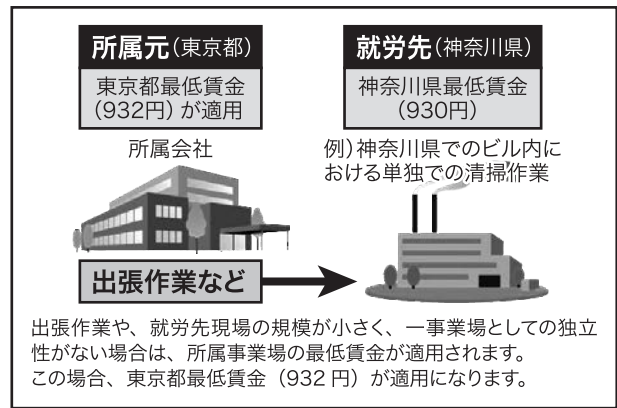 所属元（東京都）
東京都最低賃金
（932円）が適用
所属会社
就労先（神奈川県）
神奈川県最低賃金
（930円）
例）神奈川県でのビル内に
おける単独での清掃作業
出張作業など
出張作業や、就労先現場の規模が小さく、一事業場としての独立
性がない場合は、所属事業場の最低賃金が適用されます。
この場合、東京都最低賃金（932 円）が適用になります。